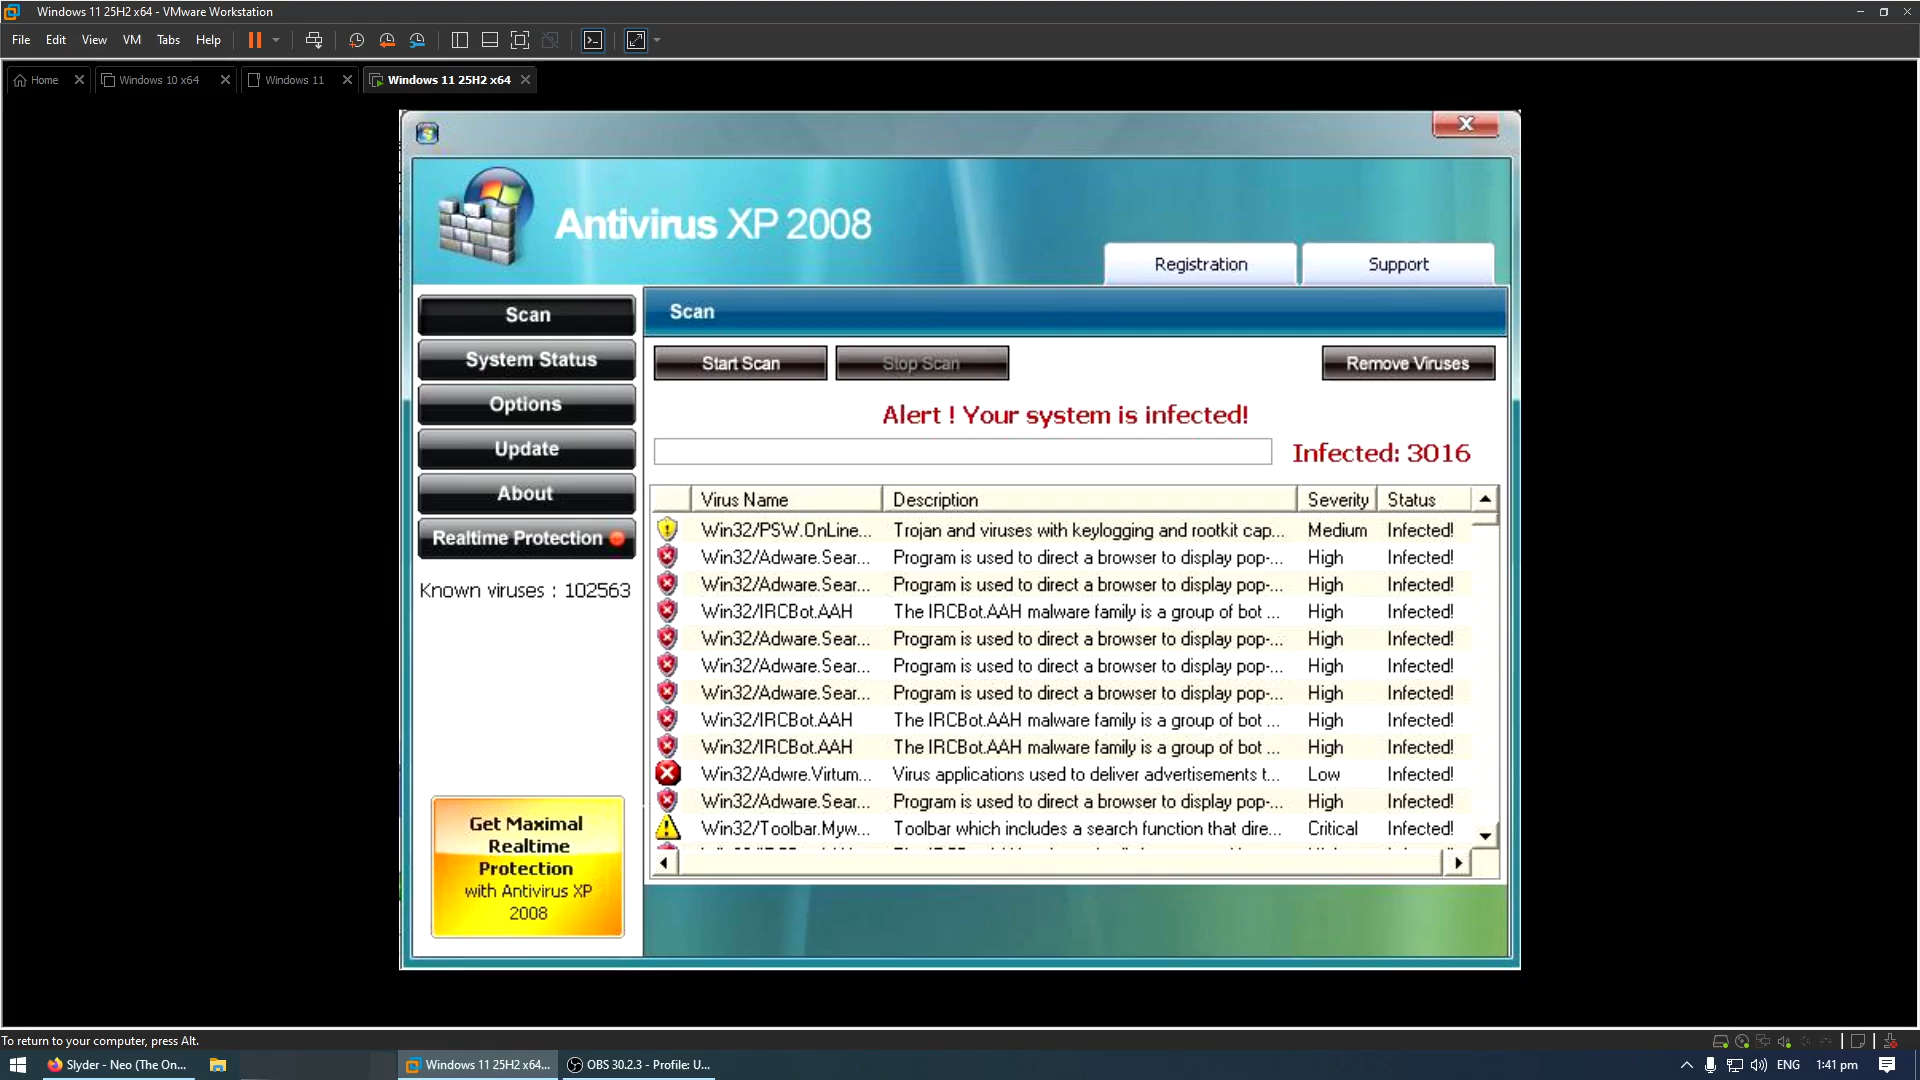 Windows 11 25H2 x64 - VMware Workstation
File Edit View VM Tabs Help
Home Windows 10 x64 Windows 11 Windows 11 25H2 x64
Antivirus XP 2008
Registration Support
Scan
System Status
Options
Update
About
Realtime Protection
Known viruses : 102563
Get Maximal
Realtime
Protection
with Antivirus XP
2008
Scan
Start Scan Stop Scan Remove Viruses
Alert ! Your system is infected!
Infected: 3016
Virus Name Description Severity Status
Win32/PSW.OnLine... Trojan and viruses with keylogging and rootkit cap... Medium Infected!
Win32/Adware.Sear... Program is used to direct a browser to display pop-... High Infected!
Win32/Adware.Sear... Program is used to direct a browser to display pop-... High Infected!
Win32/IRCBot.AAH The IRCBot.AAH malware family is a group of bot ... High Infected!
Win32/Adware.Sear... Program is used to direct a browser to display pop-... High Infected!
Win32/Adware.Sear... Program is used to direct a browser to display pop-... High Infected!
Win32/Adware.Sear... Program is used to direct a browser to display pop-... High Infected!
Win32/IRCBot.AAH The IRCBot.AAH malware family is a group of bot ... High Infected!
Win32/IRCBot.AAH The IRCBot.AAH malware family is a group of bot ... High Infected!
Win32/Adwre.Virtum... Virus applications used to deliver advertisements t... Low Infected!
Win32/Adware.Sear... Program is used to direct a browser to display pop-... High Infected!
Win32/Toolbar.Myw... Toolbar which includes a search function that dire... Critical Infected!
To return to your computer, press Alt.
Slyder - Neo (The On... Windows 11 25H2 x64... OBS 30.2.3 - Profile: U... ENG 1:41 pm